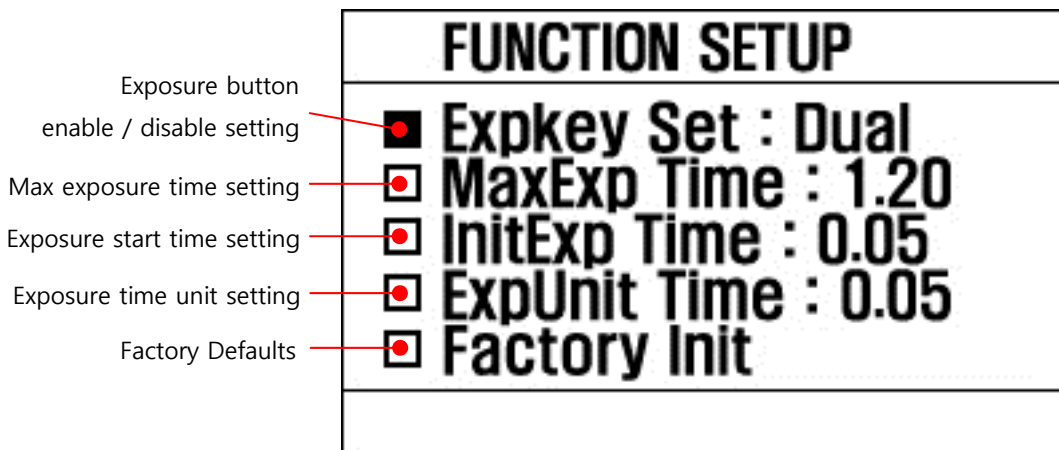 FUNCTION SETUP
Exposure button
enable / disable setting
Expkey Set : Dual
Max exposure time setting
MaxExp Time : 1.20
Exposure start time setting
InitExp Time : 0.05
Exposure time unit setting
ExpUnit Time : 0.05
Factory Defaults
Factory Init